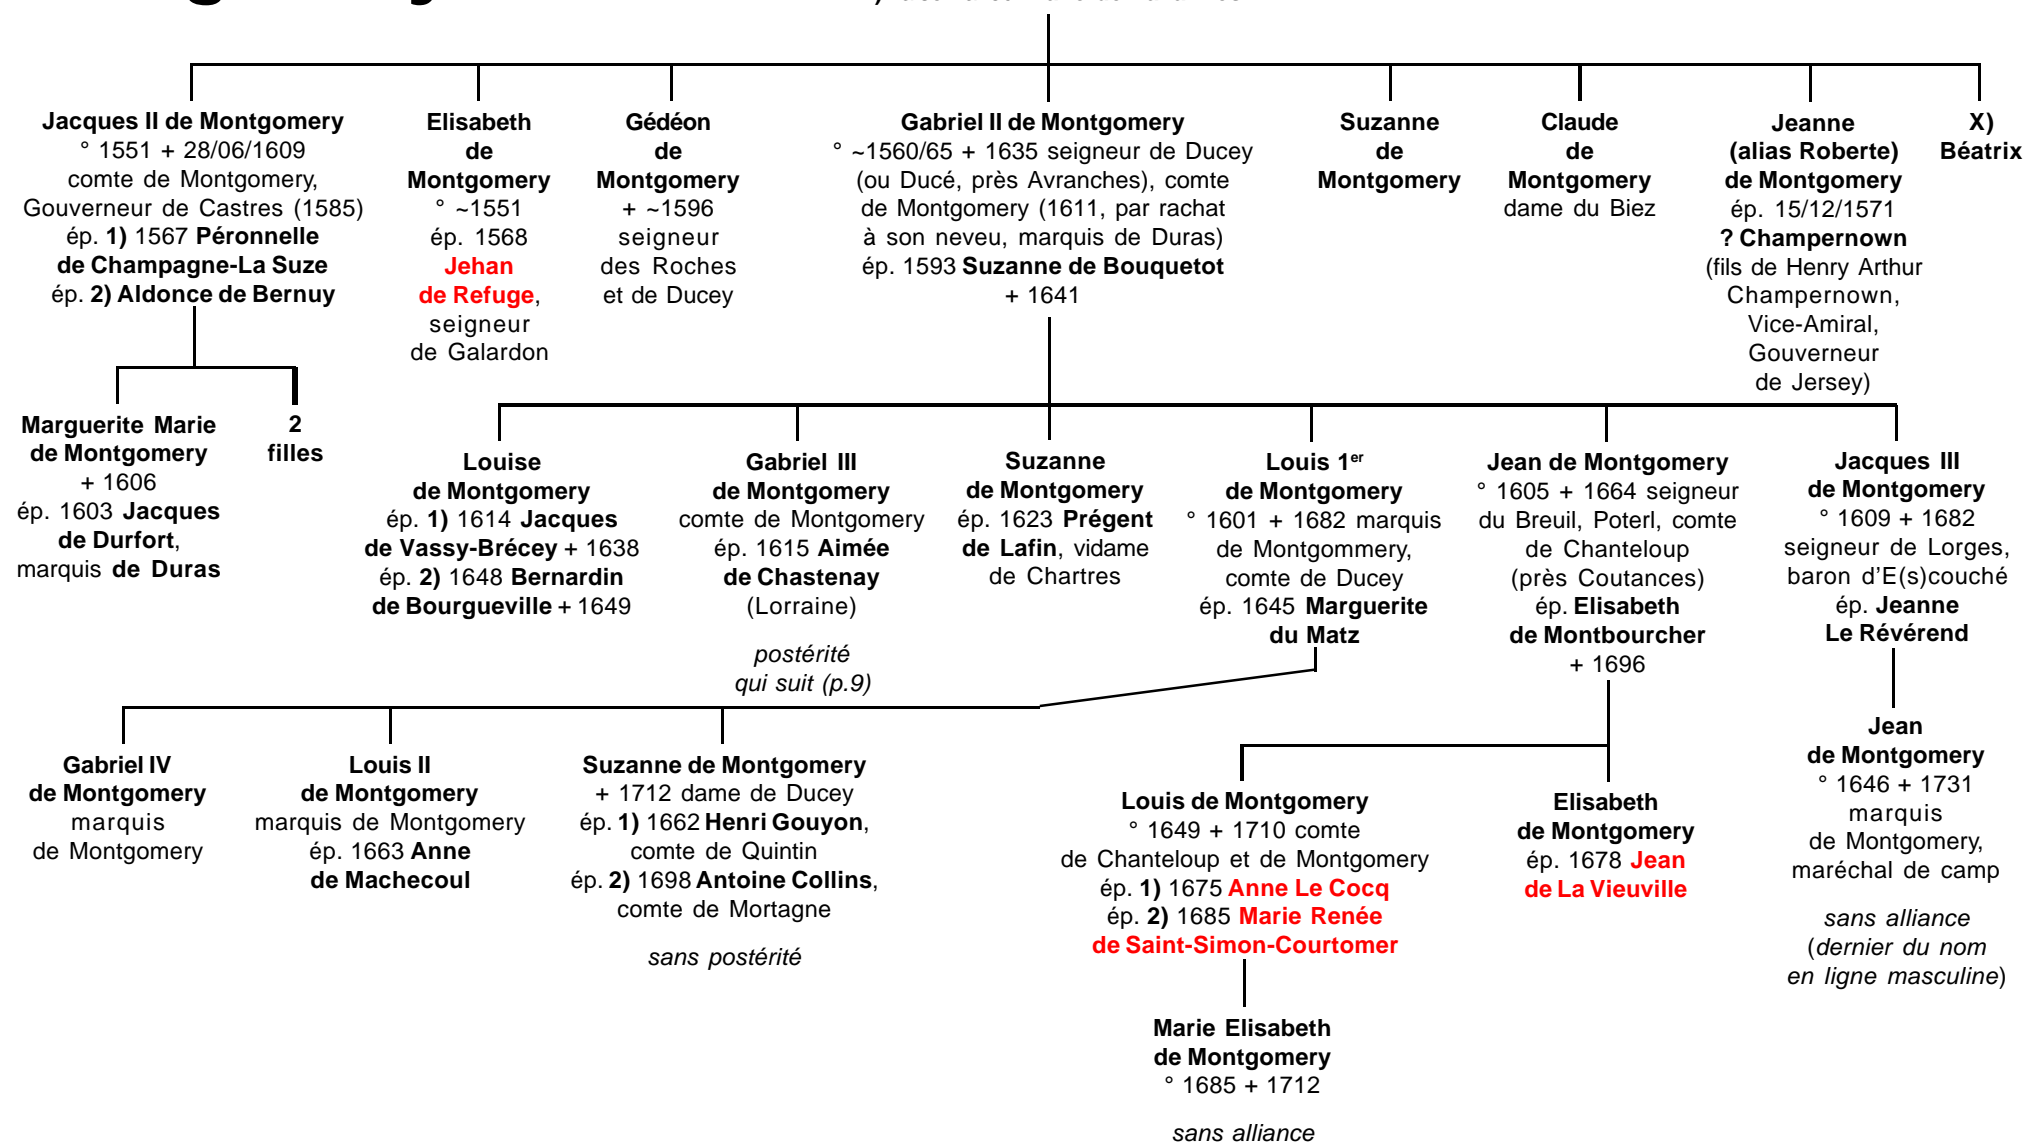 Jacques II de Montgomery
° 1551 + 28/06/1609
comte de Montgomery,
Gouverneur de Castres (1585)
ép. 1) 1567 Péronnelle
de Champagne-La Suze
ép. 2) Aldonce de Bernuy
Elisabeth
de
Montgomery
° ~1551
ép. 1568
Jehan
de Refuge,
seigneur
de Galardon
Gédéon
de
Montgomery
+ ~1596
seigneur
des Roches
et de Ducey
Gabriel II de Montgomery
° ~1560/65 + 1635 seigneur de Ducey
(ou Ducé, près Avranches), comte
de Montgomery (1611, par rachat
à son neveu, marquis de Duras)
ép. 1593 Suzanne de Bouquetot
+ 1641
Suzanne
de
Montgomery
Claude
de
Montgomery
dame du Biez
Jeanne
(alias Roberte)
de Montgomery
ép. 15/12/1571
? Champernown
(fils de Henry Arthur
Champernown,
Vice-Amiral,
Gouverneur
de Jersey)
X)
Béatrix
Marguerite Marie
de Montgomery
+ 1606
ép. 1603 Jacques
de Durfort,
marquis de Duras
2
filles
Louise
de Montgomery
ép. 1) 1614 Jacques
de Vassy-Brécey + 1638
ép. 2) 1648 Bernardin
de Bourgueville + 1649
Gabriel III
de Montgomery
comte de Montgomery
ép. 1615 Aimée
de Chastenay
(Lorraine)
postérité
qui suit (p.9)
Suzanne
de Montgomery
ép. 1623 Prégent
de Lafin, vidame
de Chartres
Louis 1er
de Montgomery
° 1601 + 1682 marquis
de Montgommery,
comte de Ducey
ép. 1645 Marguerite
du Matz
Jean de Montgomery
° 1605 + 1664 seigneur
du Breuil, Poterl, comte
de Chanteloup
(près Coutances)
ép. Elisabeth
de Montbourcher
+ 1696
Jacques III
de Montgomery
° 1609 + 1682
seigneur de Lorges,
baron d'E(s)couché
ép. Jeanne
Le Révérend
Gabriel IV
de Montgomery
marquis
de Montgomery
Louis II
de Montgomery
marquis de Montgomery
ép. 1663 Anne
de Machecoul
Suzanne de Montgomery
+ 1712 dame de Ducey
ép. 1) 1662 Henri Gouyon,
comte de Quintin
ép. 2) 1698 Antoine Collins,
comte de Mortagne
sans postérité
Louis de Montgomery
° 1649 + 1710 comte
de Chanteloup et de Montgomery
ép. 1) 1675 Anne Le Cocq
ép. 2) 1685 Marie Renée
de Saint-Simon-Courtomer
Elisabeth
de Montgomery
ép. 1678 Jean
de La Vieuville
Jean
de Montgomery
° 1646 + 1731
marquis
de Montgomery,
maréchal de camp
sans alliance
(dernier du nom
en ligne masculine)
Marie Elisabeth
de Montgomery
° 1685 + 1712
sans alliance